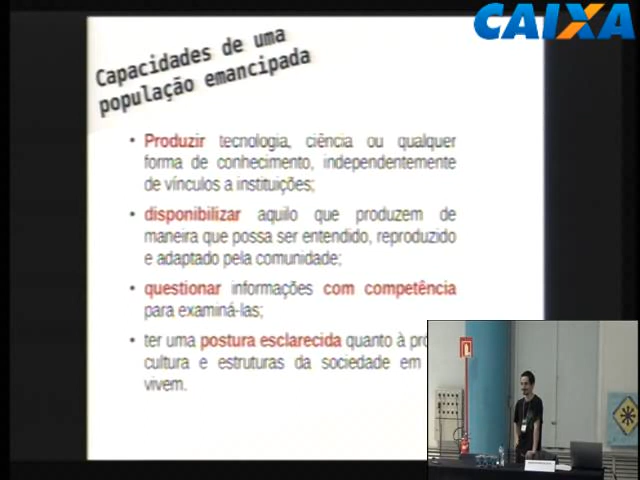 CAIXA
Capacidades de uma
população emancipada
• Produzir tecnologia, ciência ou qualquer
forma de conhecimento, independentemente
de vínculos a instituições;
• disponibilizar aquilo que produzem de
maneira que possa ser entendido, reproduzido
e adaptado pela comunidade;
• questionar informações com competência
para examiná-las;
• ter uma postura esclarecida quanto à pró
cultura e estruturas da sociedade em
vivem.